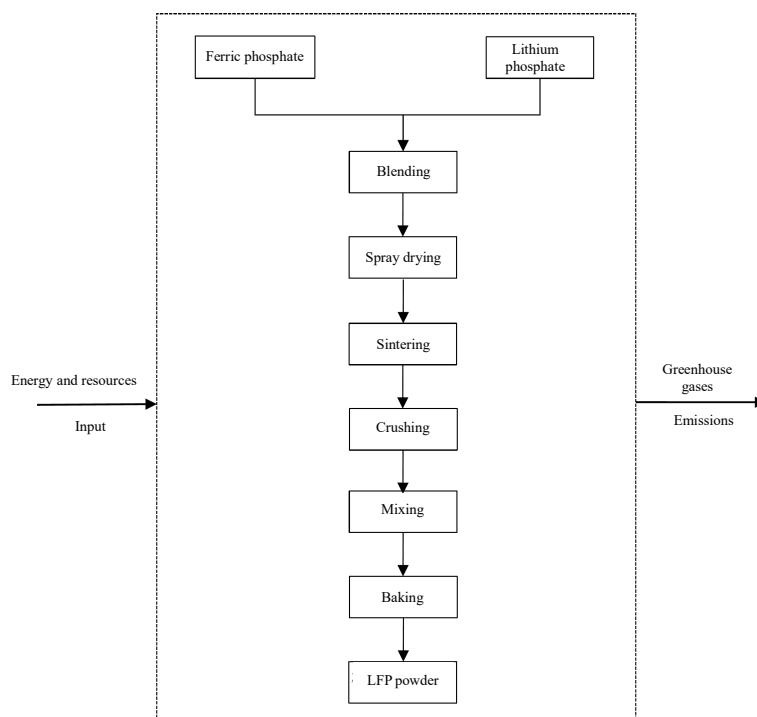 Ferric phosphate
Lithium
phosphate
Blending
Spray drying
Sintering
Energy and resources
Input
Greenhouse
gases
Emissions
Crushing
Mixing
Baking
LFP powder